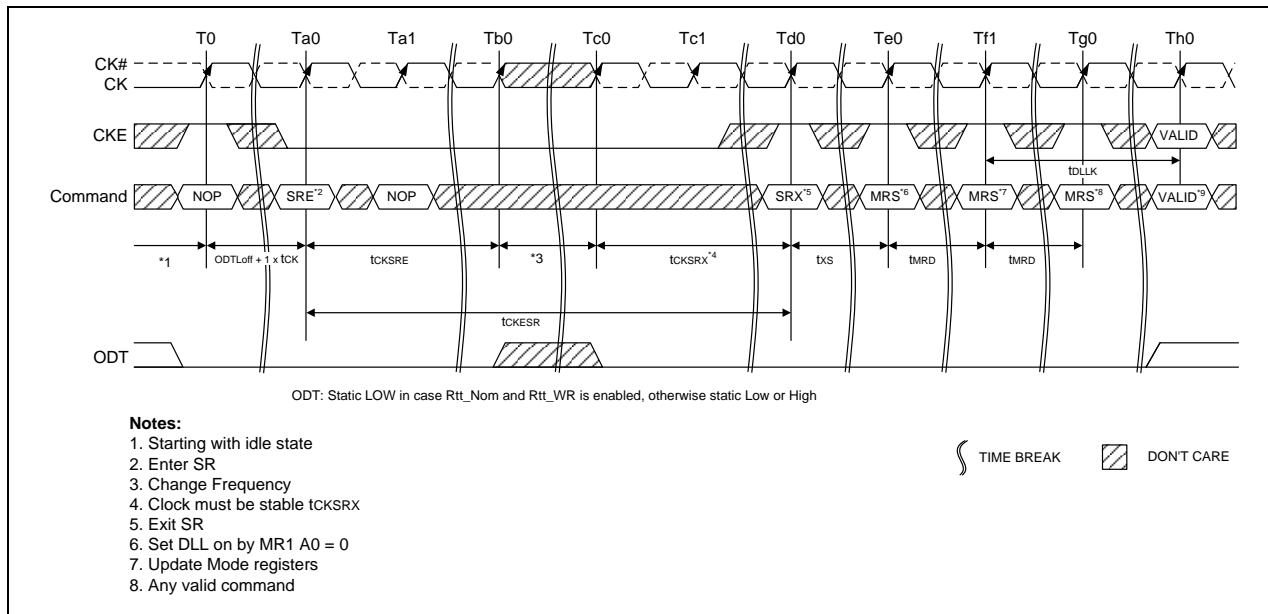 T0 Ta0 Ta1 Tb0 Tc0 Tc1 Td0 Te0 Tf1 Tg0 Th0
CK#
CK
CKE
VALID
tDLLK
Command
NOP SRE*2 NOP SRX*5 MRS*6 MRS*7 MRS*8 VALID*9
*1 ODTLoff + 1 x tCK tCKSRE *3 tCKSRX*4 tXS tMRD tMRD
tCKESR
ODT
ODT: Static LOW in case Rtt_Nom and Rtt_WR is enabled, otherwise static Low or High
Notes:
1. Starting with idle state
2. Enter SR
3. Change Frequency
4. Clock must be stable tCKSRX
5. Exit SR
6. Set DLL on by MR1 A0 = 0
7. Update Mode registers
8. Any valid command
TIME BREAK DON'T CARE